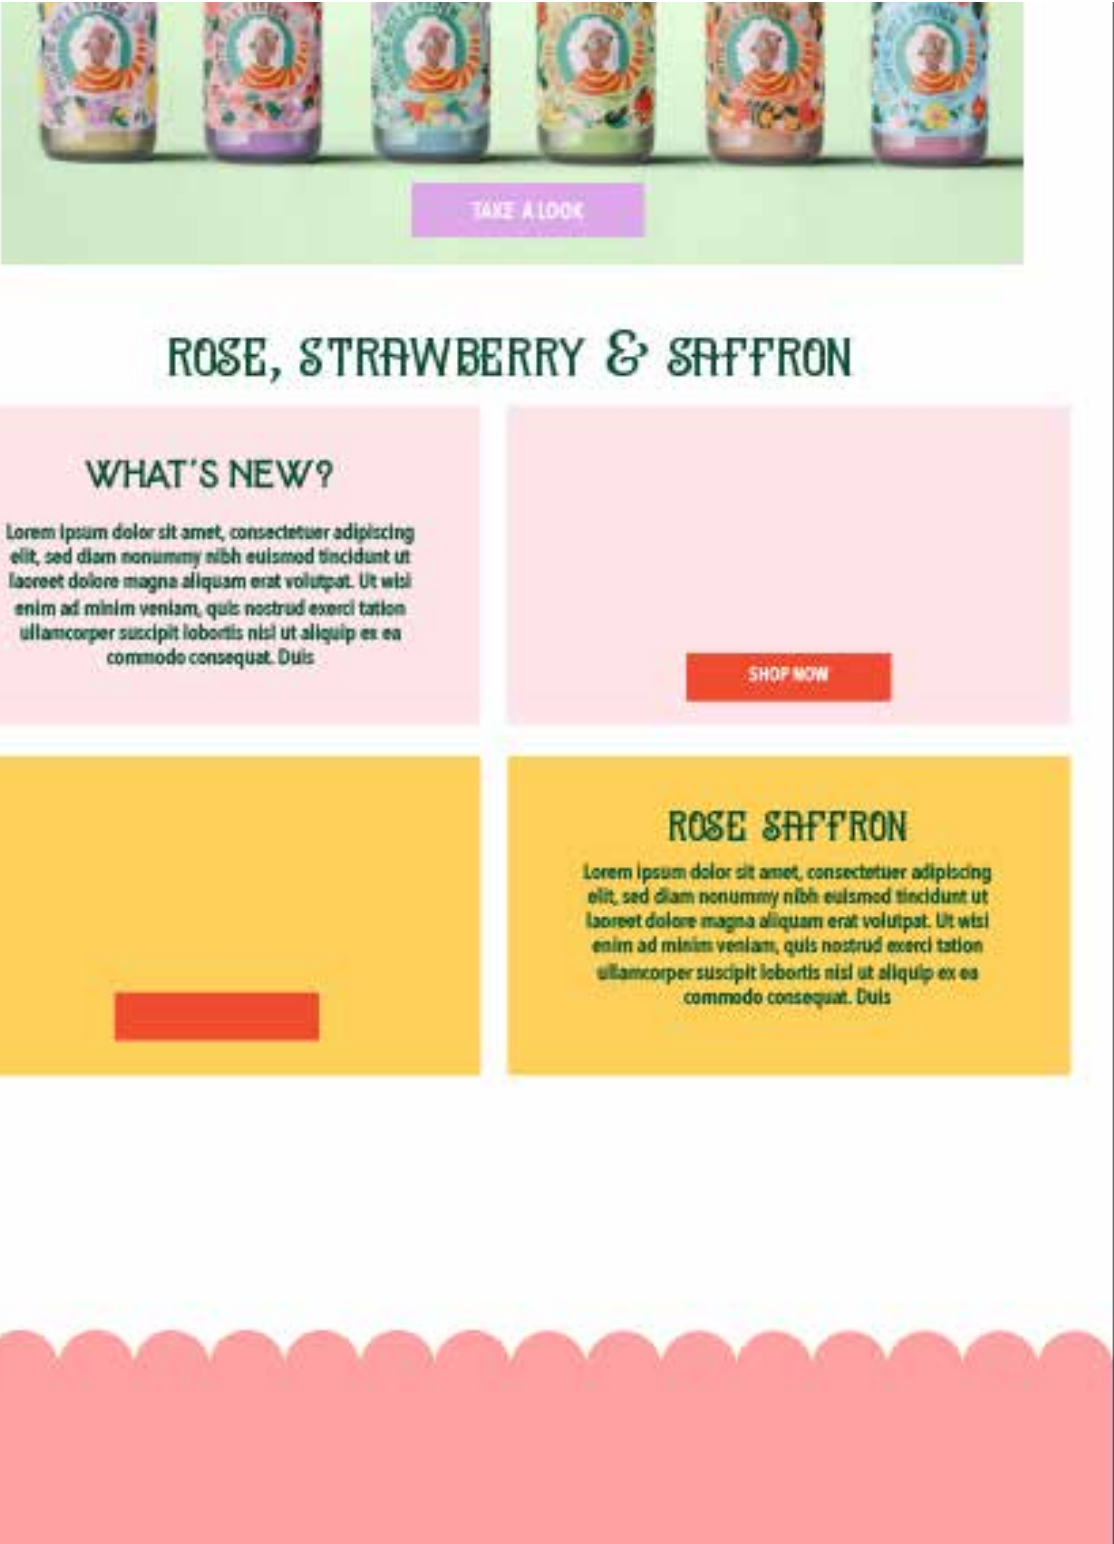 TAKE A LOOK
ROSE, STRAWBERRY & SAFFRON
WHAT'S NEW?
Lorem ipsum dolor sit amet, consectetuer adipiscing
elit, sed diam nonummy nibh euismod tincidunt ut
laoreet dolore magna aliquam erat volutpat. Ut wisi
enim ad minim veniam, quis nostrud exerci tation
ullamcorper suscipit lobortis nisl ut aliquip ex ea
commodo consequat. Duis
SHOP NOW
ROSE SAFFRON
Lorem ipsum dolor sit amet, consectetuer adipiscing
elit, sed diam nonummy nibh euismod tincidunt ut
laoreet dolore magna aliquam erat volutpat. Ut wisi
enim ad minim veniam, quis nostrud exerci tation
ullamcorper suscipit lobortis nisl ut aliquip ex ea
commodo consequat. Duis